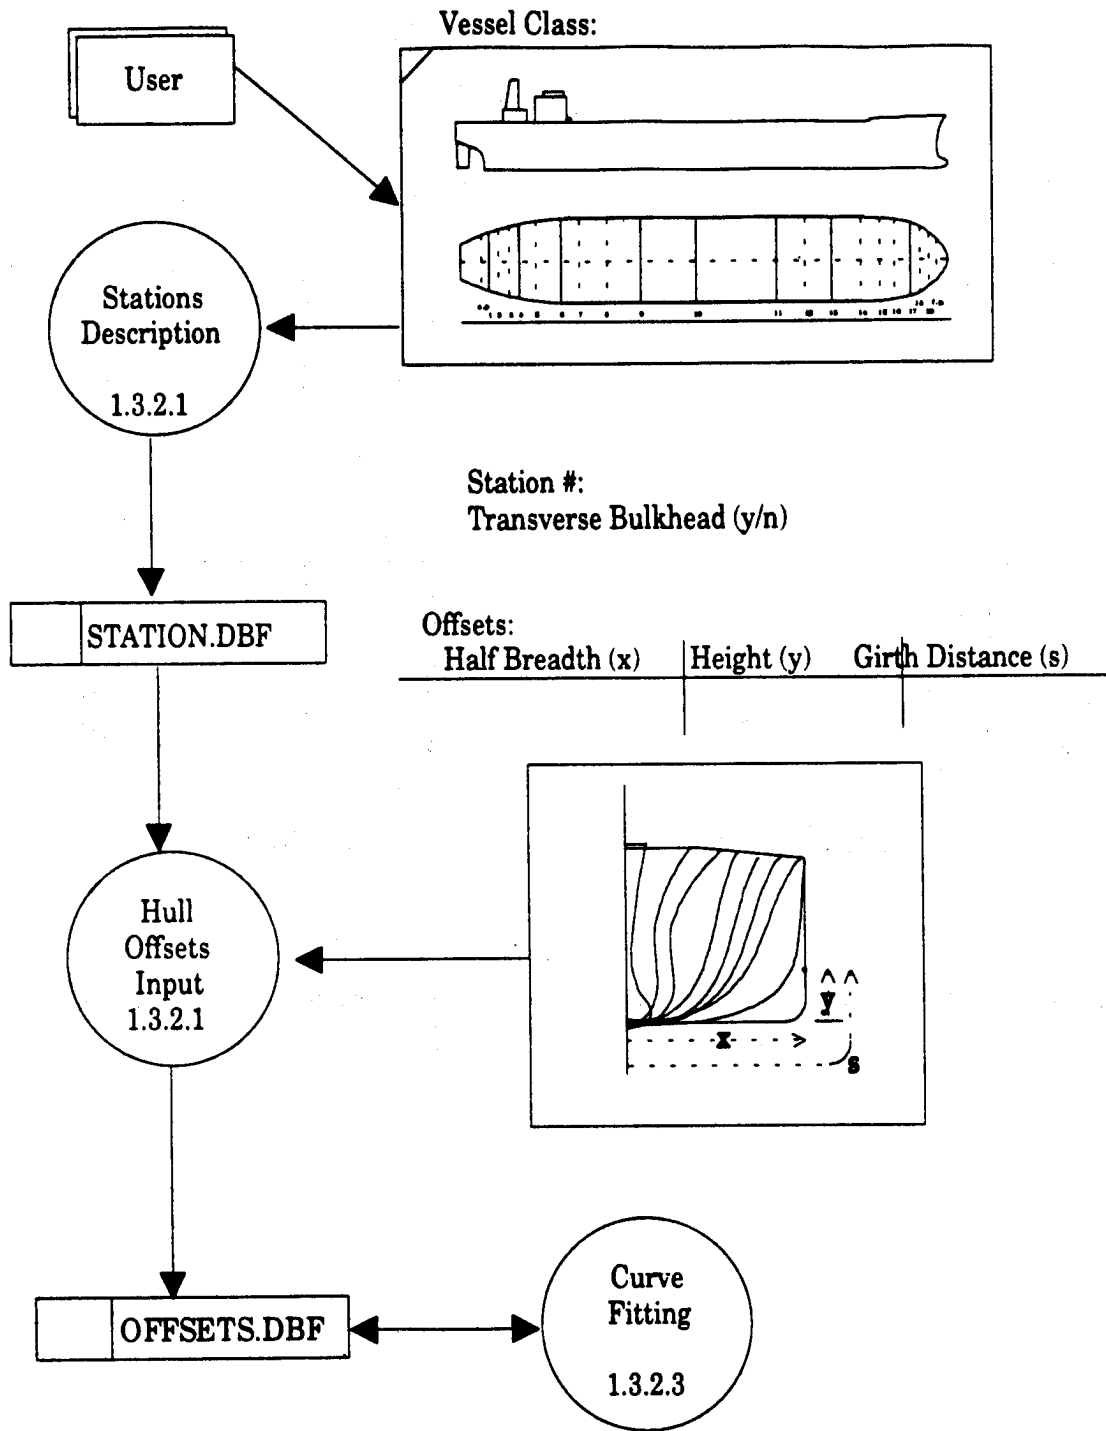 Vessel Class:
User
Stations
Description
1.3.2.1
Station #:
Transverse Bulkhead (y/n)
STATION.DBF
Offsets:
Half Breadth (x) Height (y) Girth Distance (s)
Hull
Offsets
Input
1.3.2.1
x
s
OFFSETS.DBF
Curve
Fitting
1.3.2.3